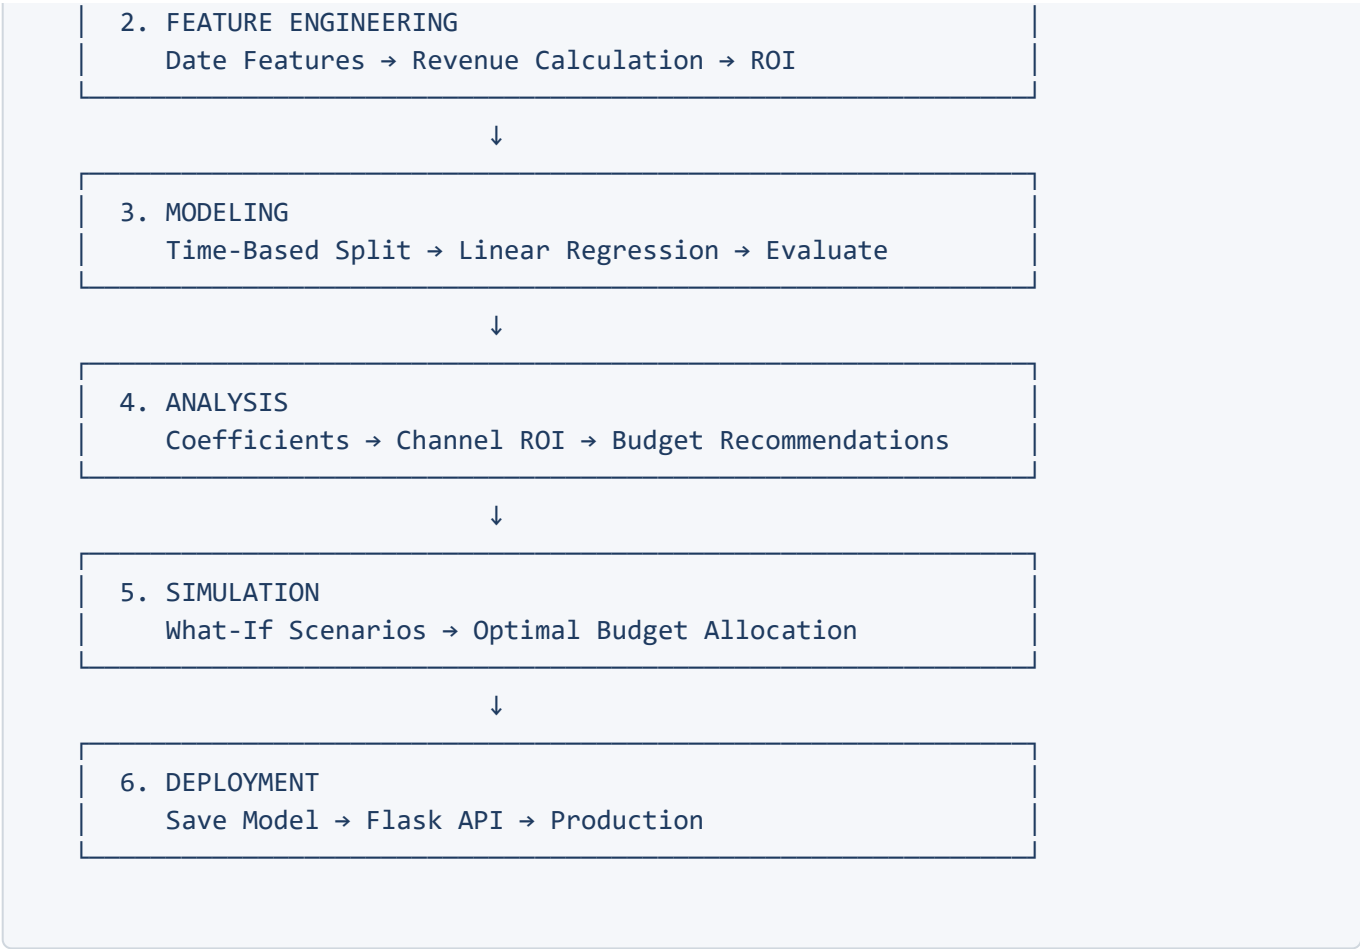 2. FEATURE ENGINEERING
Date Features → Revenue Calculation → ROI
↓
3. MODELING
Time-Based Split → Linear Regression → Evaluate
↓
4. ANALYSIS
Coefficients → Channel ROI → Budget Recommendations
↓
5. SIMULATION
What-If Scenarios → Optimal Budget Allocation
↓
6. DEPLOYMENT
Save Model → Flask API → Production